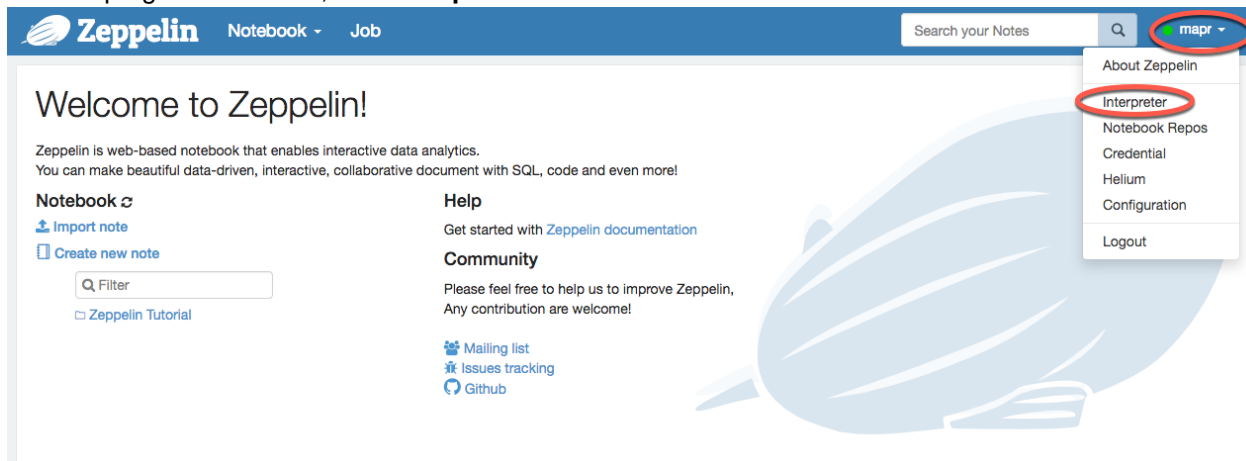 Zeppelin Notebook Job Search your Notes mapr
About Zeppelin
Interpreter
Notebook Repos
Credential
Helium
Configuration
Logout
Welcome to Zeppelin!
Zeppelin is web-based notebook that enables interactive data analytics.
You can make beautiful data-driven, interactive, collaborative document with SQL, code and even more!
Notebook
Import note
Create new note
Filter
Zeppelin Tutorial
Help
Get started with Zeppelin documentation
Community
Please feel free to help us to improve Zeppelin,
Any contribution are welcome!
Mailing list
Issues tracking
Github